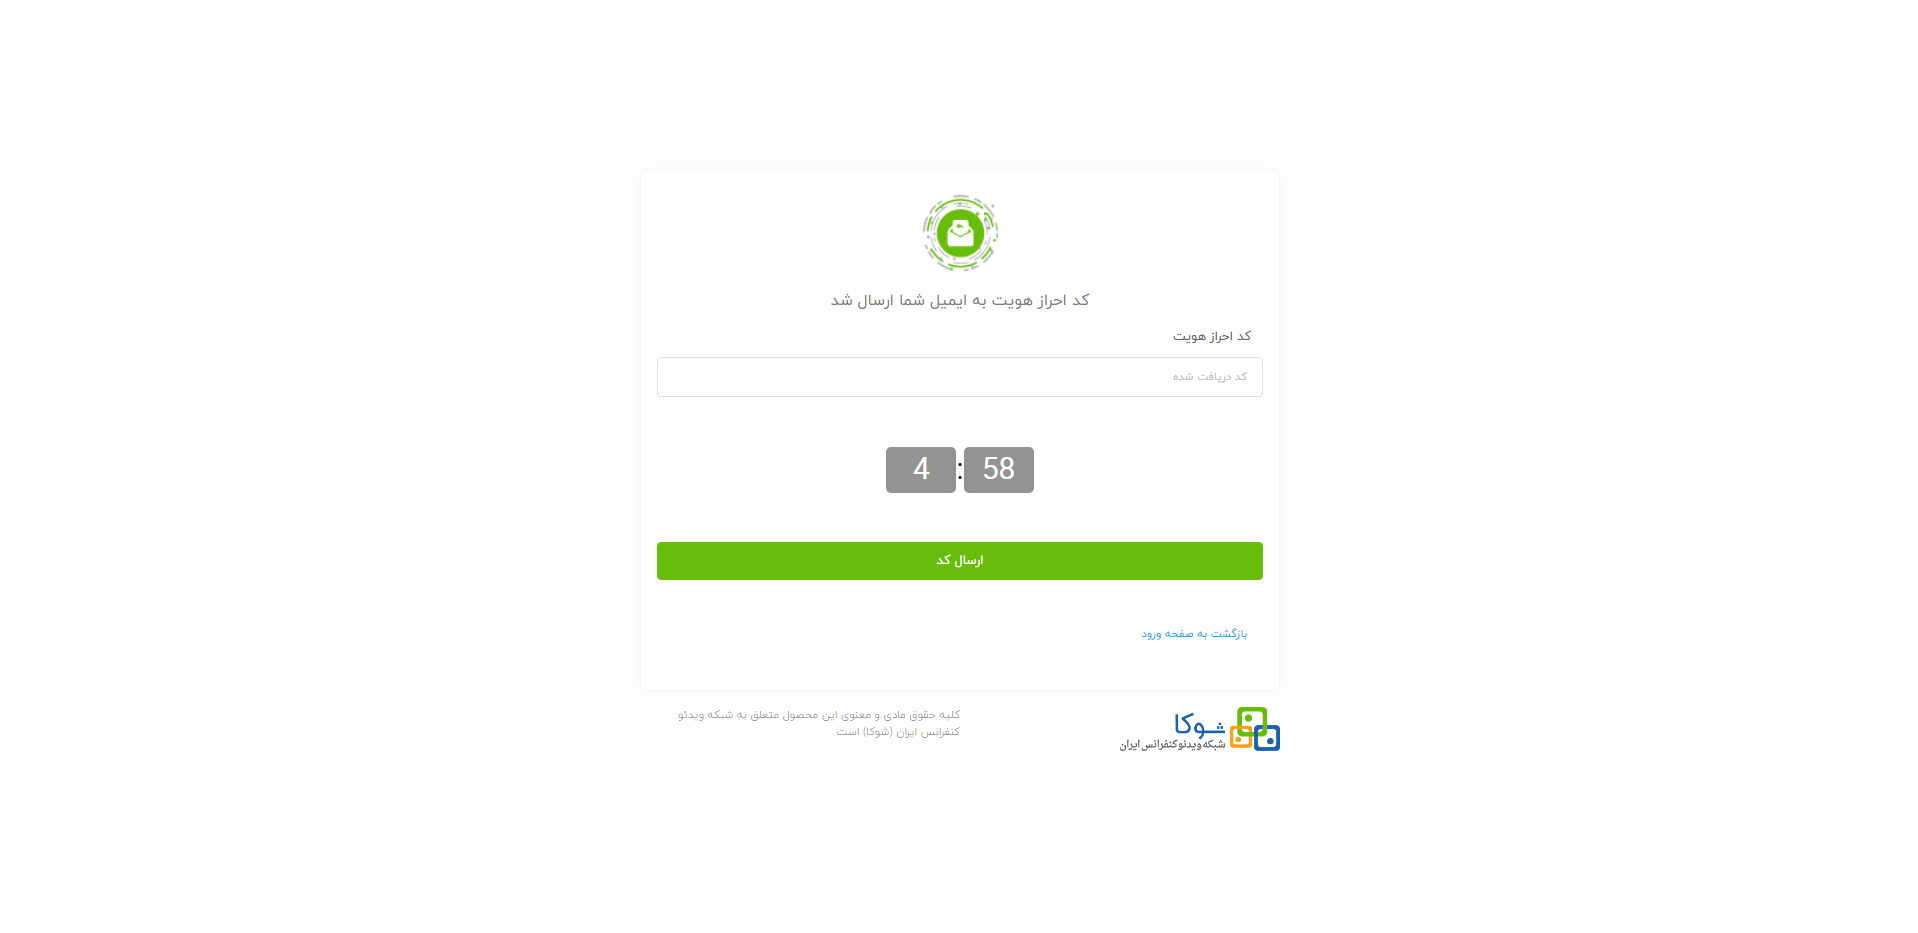 کد احراز هویت به ایمیل شما ارسال شد
کد احراز هویت
کد دریافت شده
4 : 58
ارسال کد
بازگشت به صفحه ورود
شوکا
شبکه ویدئو کنفرانس ایران
کلیه حقوق مادی و معنوی این محصول متعلق به شبکه ویدئو
کنفرانس ایران (شوکا) است